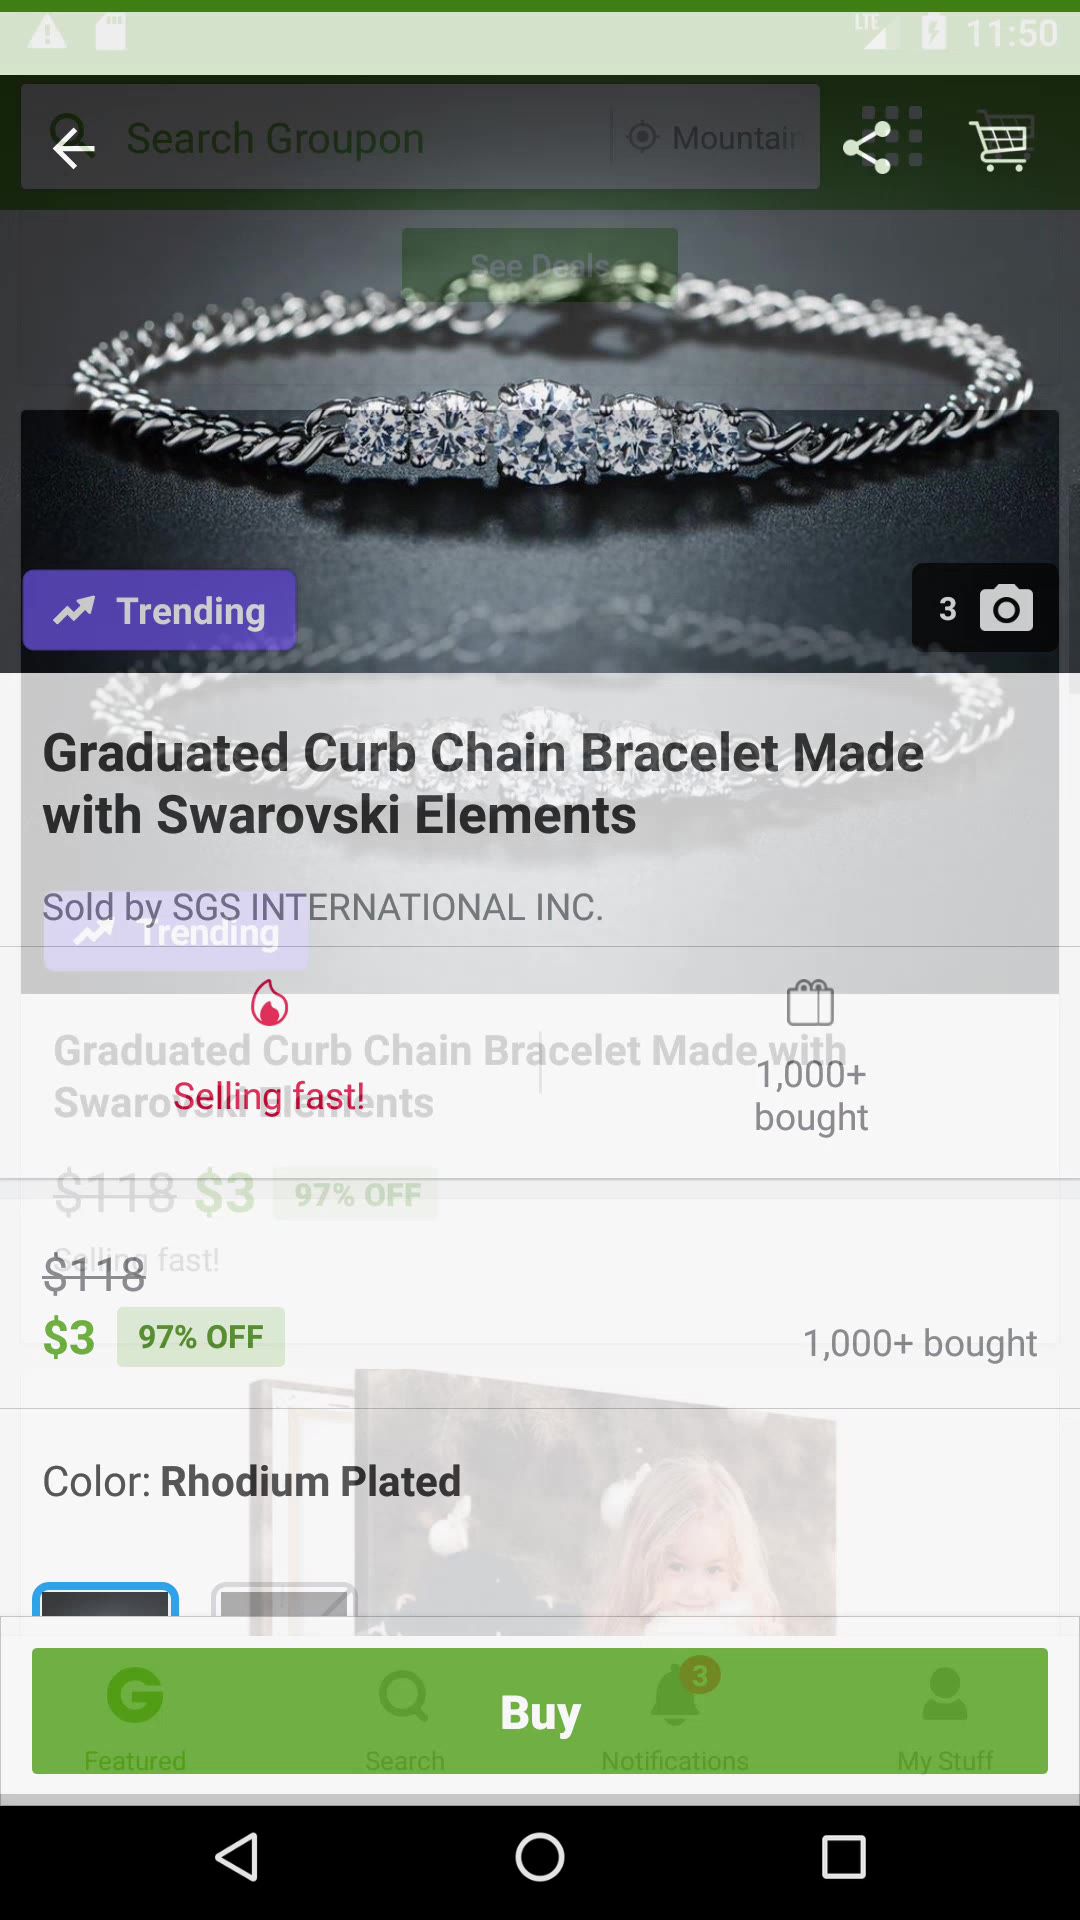 LTE 11:50
Search Groupon
Mountain
See Deals
Trending
3
Graduated Curb Chain Bracelet Made
with Swarovski Elements
Sold by SGS INTERNATIONAL INC.
Trending
Graduated Curb Chain Bracelet Made with
Swarovski Elements
Selling fast!
1,000+
bought
$118 $3 97% OFF
Selling fast!
$118
$3 97% OFF
1,000+ bought
Color: Rhodium Plated
Buy
3
Featured
Search
Notifications
My Stuff